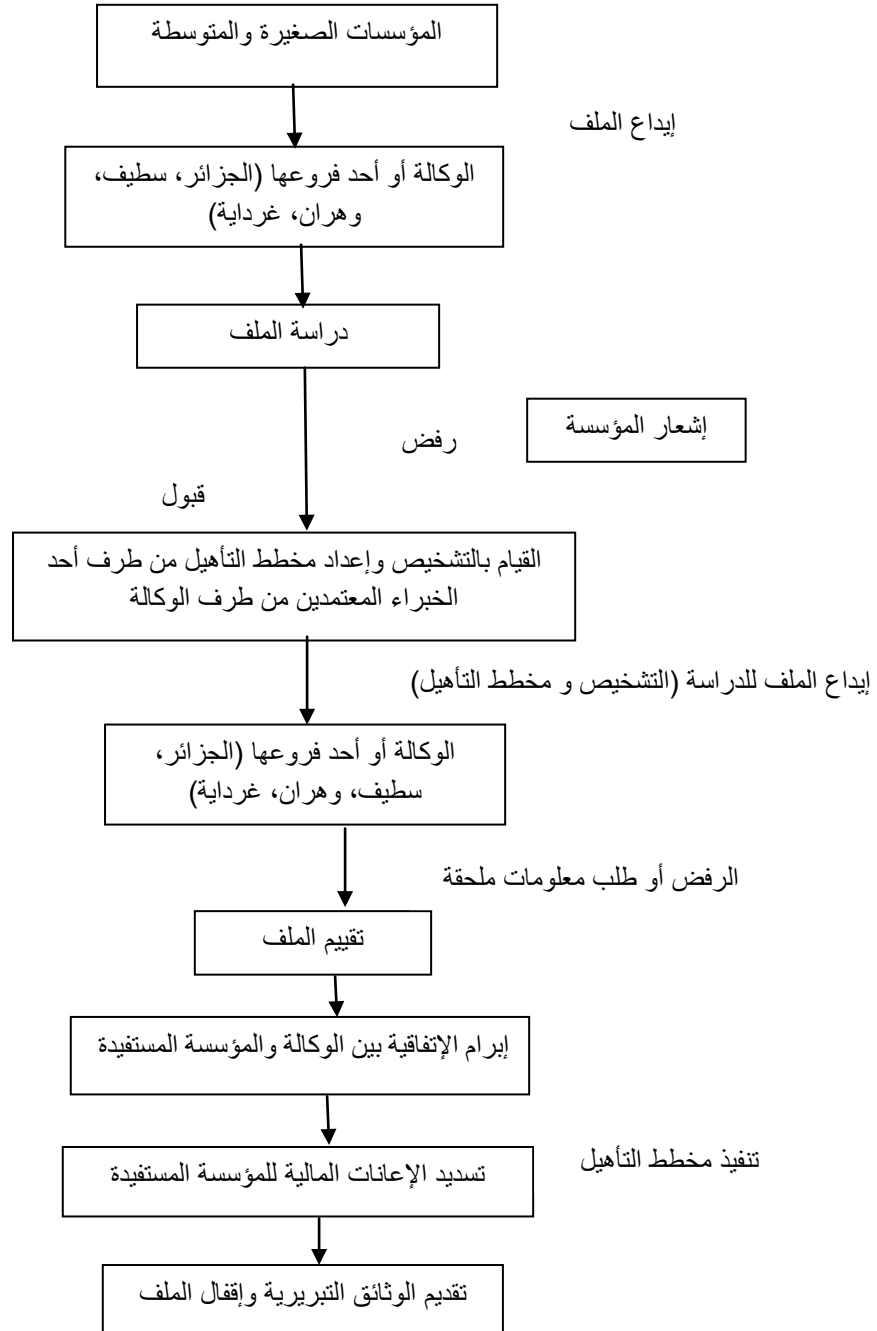 المؤسسات الصغيرة والمتوسطة
إيداع الملف
الوكالة أو أحد فروعها (الجزائر، سطيف،
وهران، غرداية)
دراسة الملف
إشعار المؤسسة
رفض
قبول
القيام بالتشخيص وإعداد مخطط التأهيل من طرف أحد
الخبراء المعتمدين من طرف الوكالة
إيداع الملف للدراسة (التشخيص و مخطط التأهيل)
الوكالة أو أحد فروعها (الجزائر،
سطيف، وهران، غرداية)
الرفض أو طلب معلومات ملحقة
تقييم الملف
إبرام الإتفاقية بين الوكالة والمؤسسة المستفيدة
تنفيذ مخطط التأهيل
تسديد الإعانات المالية للمؤسسة المستفيدة
تقديم الوثائق التبريرية وإقفال الملف